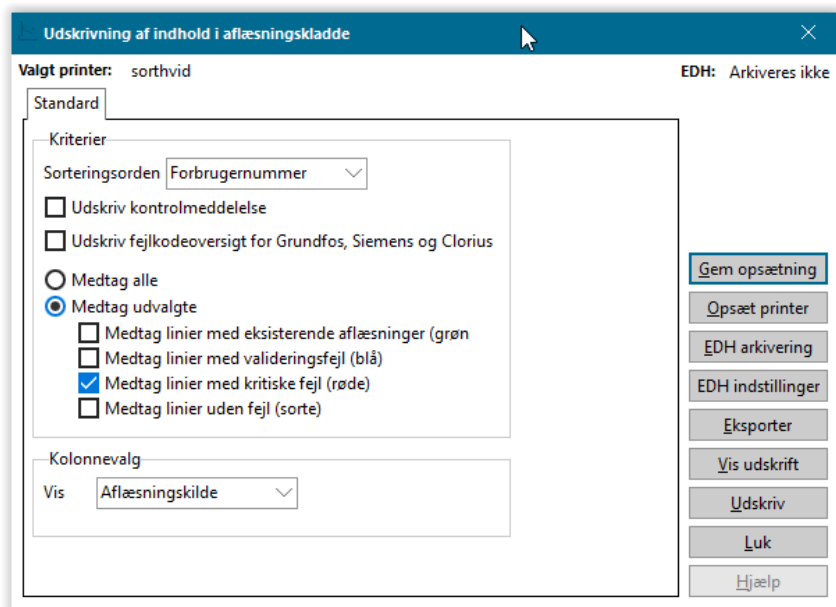 Udskrivning af indhold i aflæsningskladde
Valgt printer: sorthvid EDH: Arkiveres ikke
Standard
Kriterier
Sorteringsorden Forbrugernummer
Udskriv kontrolmeddelelse
Udskriv fejlkodeoversigt for Grundfos, Siemens og Clorius
Medtag alle
Medtag udvalgte
Medtag linier med eksisterende aflæsninger (grøn
Medtag linier med valideringsfejl (blå)
Medtag linier med kritiske fejl (røde)
Medtag linier uden fejl (sorte)
Kolonnevalg
Vis Aflæsningskilde
Gem opsætning
Opsæt printer
EDH arkivering
EDH indstillinger
Eksporter
Vis udskrift
Udskriv
Luk
Hjælp